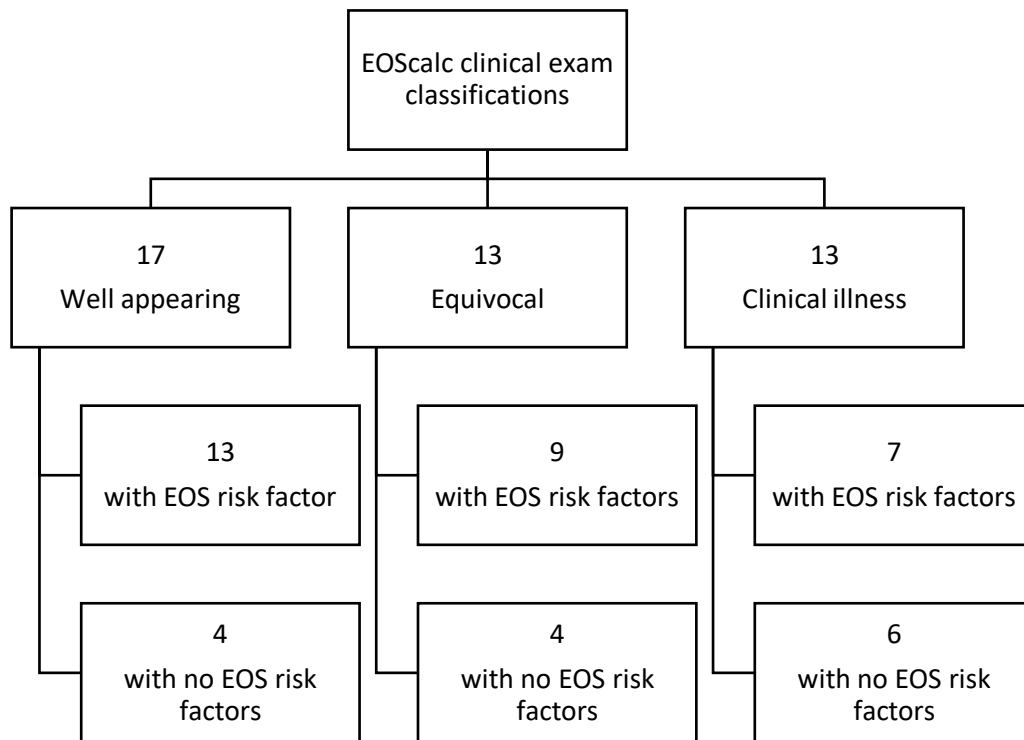 EOScalc clinical exam
classifications
17
Well appearing
13
Equivocal
13
Clinical illness
13
with EOS risk factor
9
with EOS risk factors
7
with EOS risk factors
4
with no EOS risk
factors
4
with no EOS risk
factors
6
with no EOS risk
factors